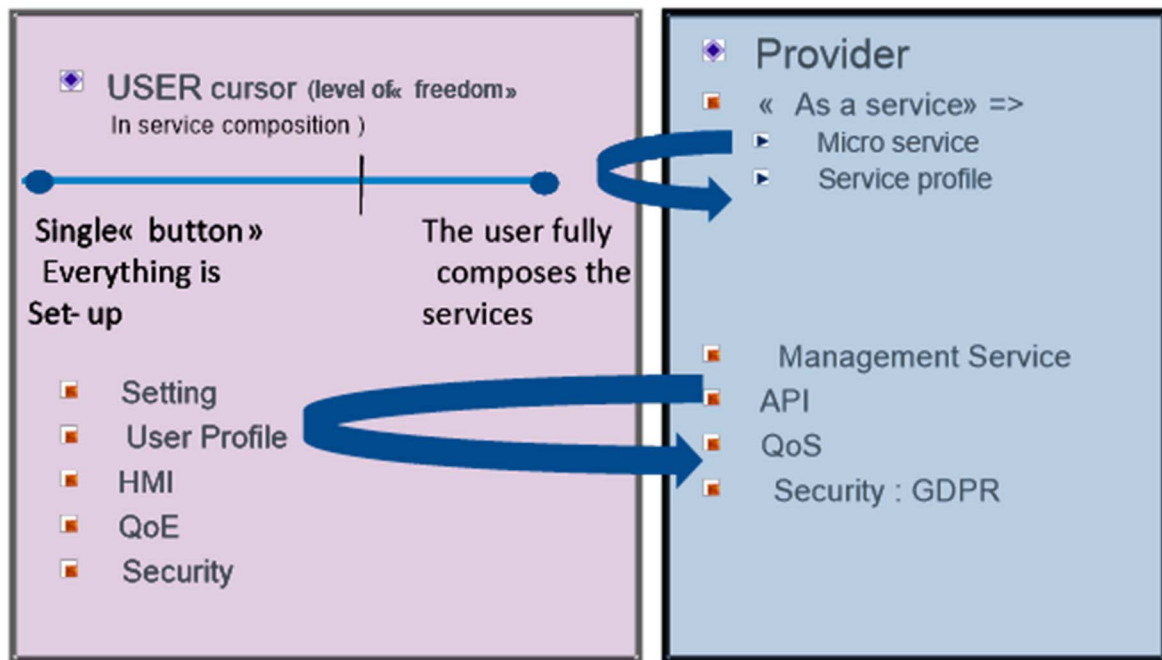 USER cursor (level of« freedom»
In service composition )
Single« button»
Everything is
Set- up
The user fully
composes the
services
Setting
User Profile
HMI
QoE
Security
Provider
« As a service» =>
Micro service
Service profile
Management Service
API
QoS
Security : GDPR